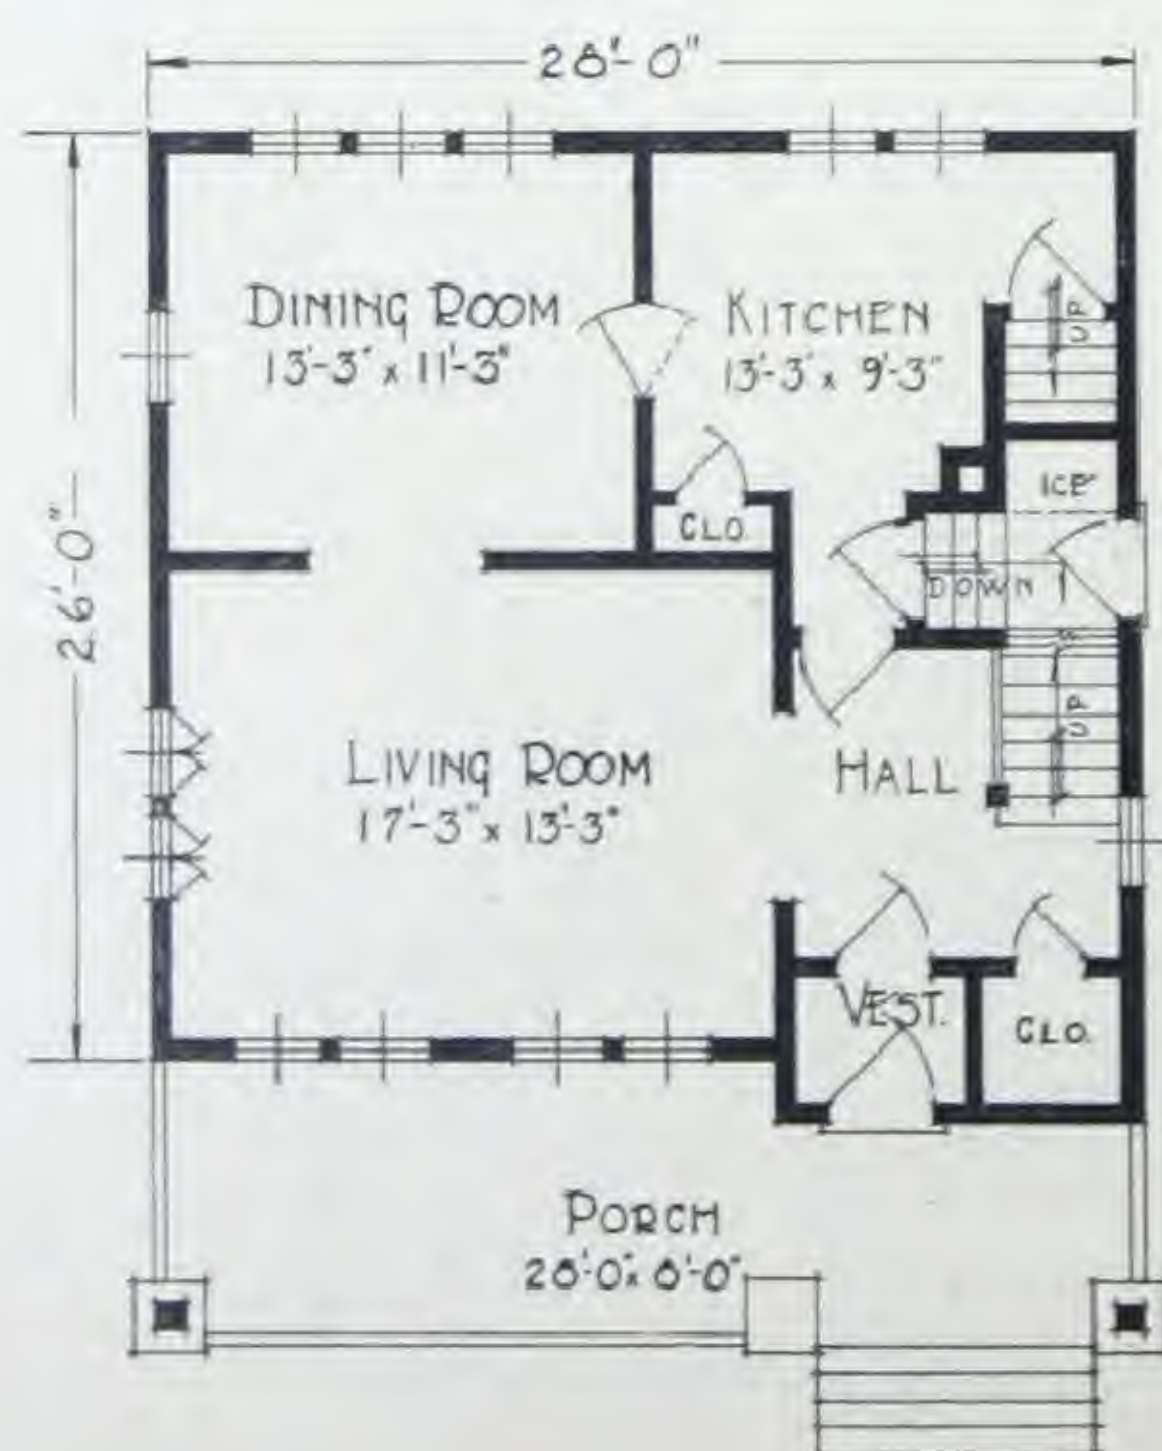 28'-0"
26'-0"
DINING ROOM
13'-3" x 11'-3"
KITCHEN
13'-3" x 9'-3"
UP
ICE
CLO.
DOWN
UP
LIVING ROOM
17'-3" x 13'-3"
HALL
VEST.
CLO.
PORCH
28'-0" x 8'-0"